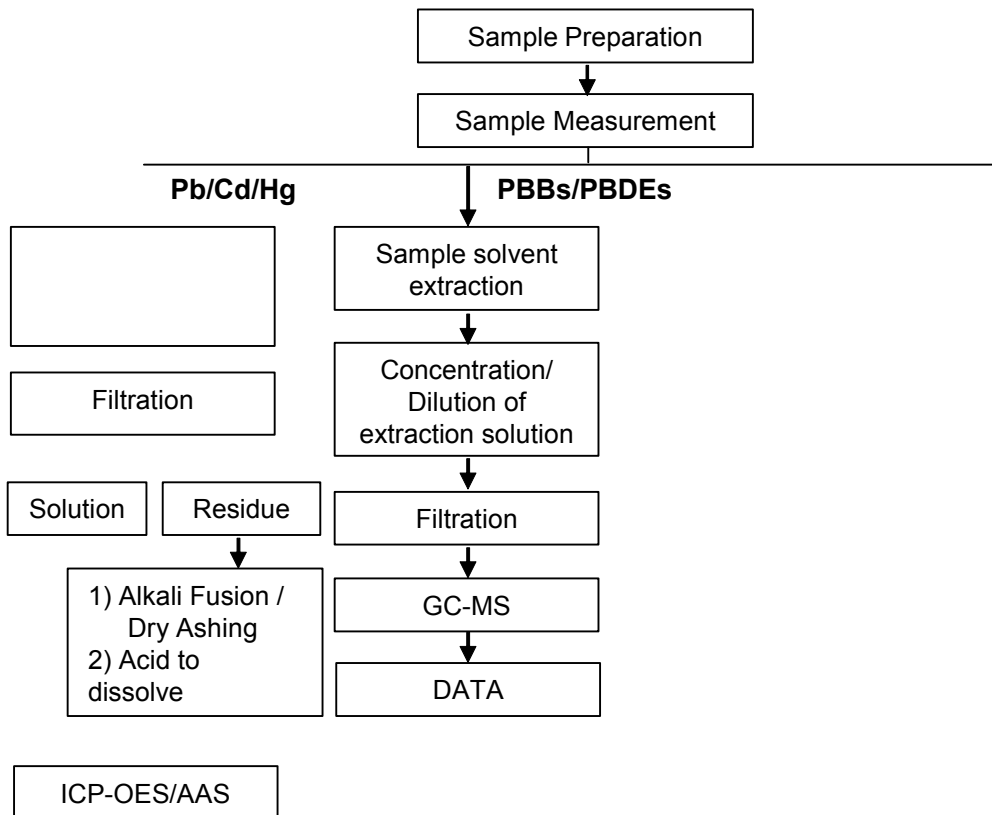 Sample Preparation
Sample Measurement
Pb/Cd/Hg
PBBs/PBDEs
Sample solvent
extraction
Concentration/
Dilution of
extraction solution
Filtration
Solution
Residue
Filtration
1) Alkali Fusion /
Dry Ashing
2) Acid to
dissolve
GC-MS
DATA
ICP-OES/AAS